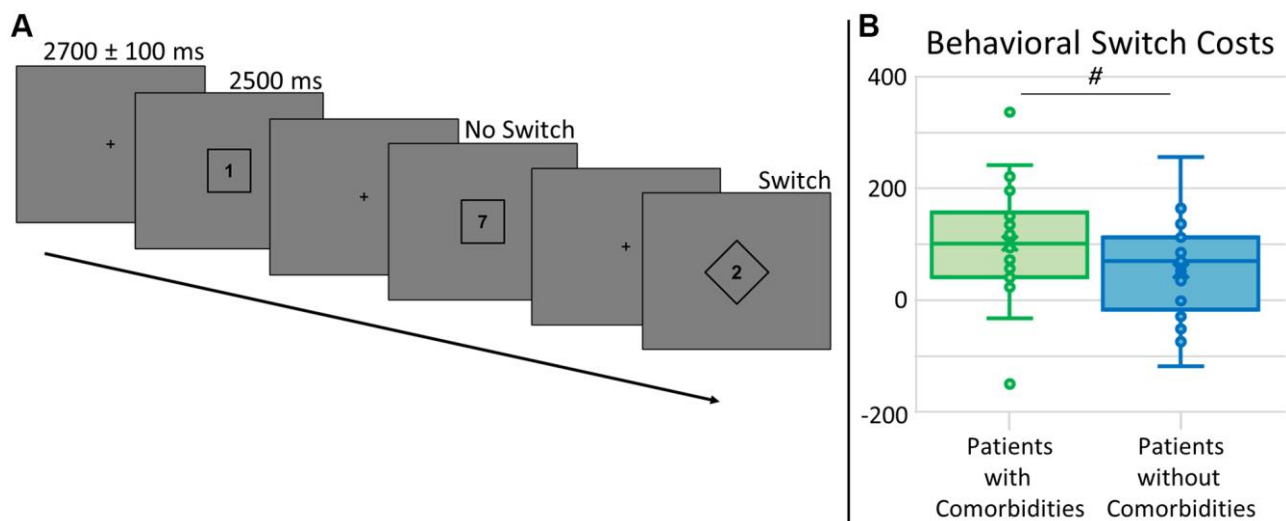 A
2700 ± 100 ms
2500 ms
No Switch
Switch
+
1
+
7
+
2
B
Behavioral Switch Costs
#
400
200
0
-200
Patients
with
Comorbidities
Patients
without
Comorbidities